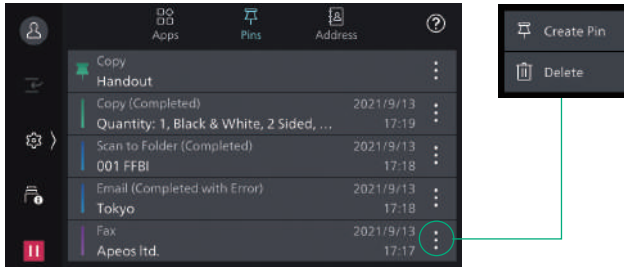 Apps
Pins
Address
Copy
Handout
Copy (Completed)
2021/9/13
Quantity: 1, Black & White, 2 Sided, ...
17:19
Scan to Folder (Completed)
2021/9/13
001 FFBI
17:18
Email (Completed with Error)
2021/9/13
Tokyo
17:18
Fax
2021/9/13
Apeos ltd.
17:17
Create Pin
Delete